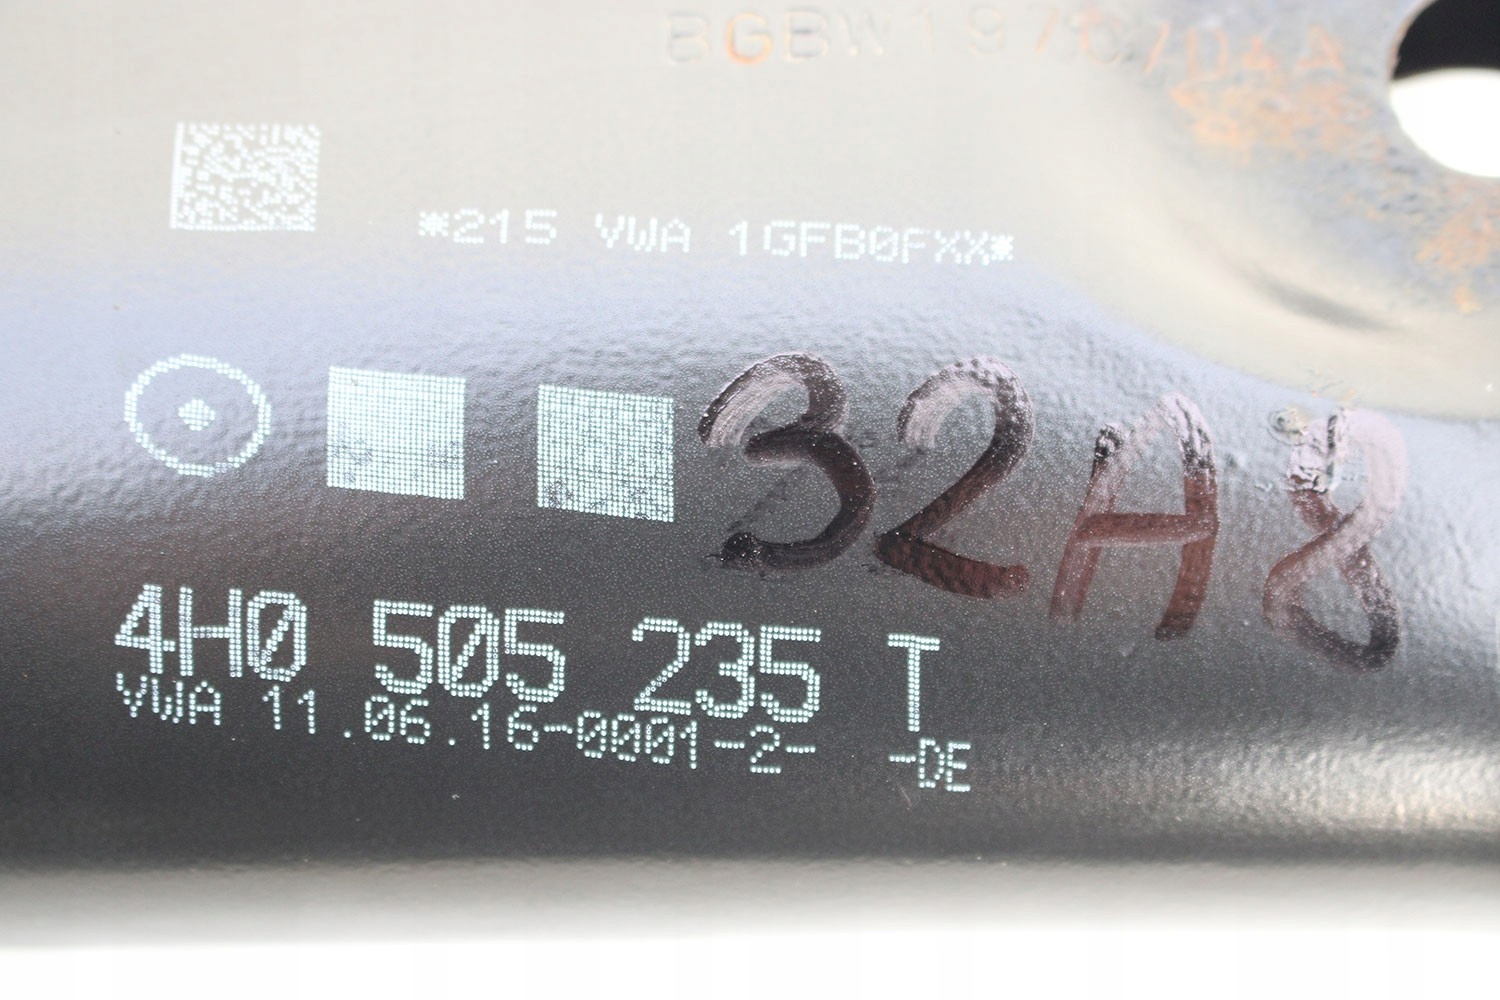 *215 VWA 1GFB0FXX*
32A8
4H0 505 235 T
VWA 11.06.16-0001-2- -DE